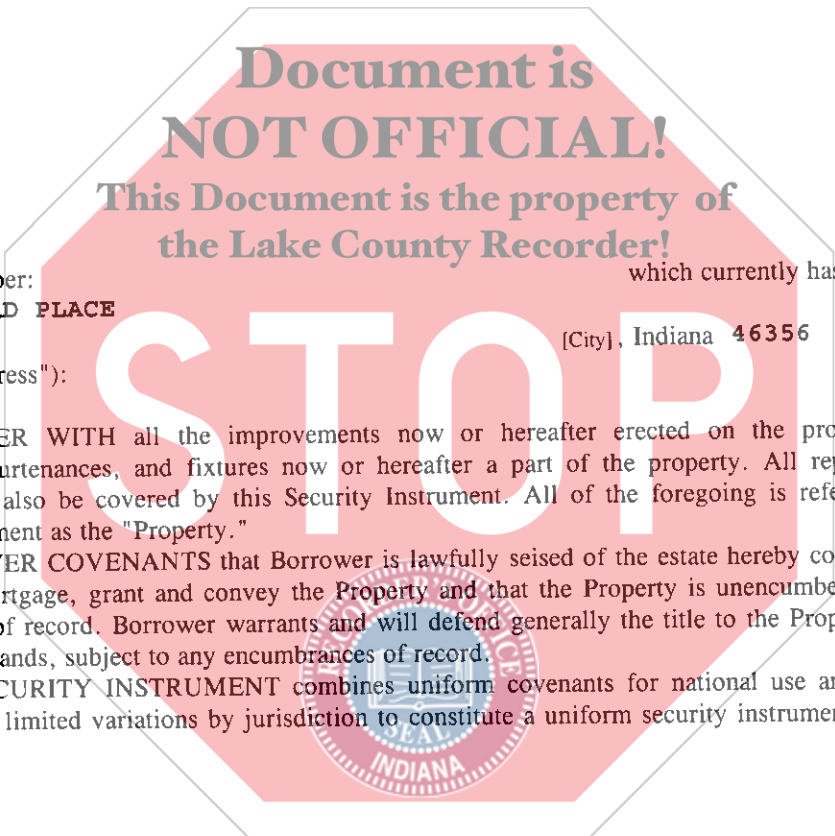 Document is
NOT OFFICIAL!
This Document is the property of
the Lake County Recorder!
ber: which currently has
D PLACE
[City], Indiana 46356
ress"):
STOP
ER WITH all the improvements now or hereafter erected on the pro
urtenances, and fixtures now or hereafter a part of the property. All rep
also be covered by this Security Instrument. All of the foregoing is refe
ment as the "Property."
ER COVENANTS that Borrower is lawfully seised of the estate hereby co
rtgage, grant and convey the Property and that the Property is unencumbe
of record. Borrower warrants and will defend generally the title to the Prop
ands, subject to any encumbrances of record.
CURITY INSTRUMENT combines uniform covenants for national use an
limited variations by jurisdiction to constitute a uniform security instrumen
RECORDER'S OFFICE
SEAL
INDIANA